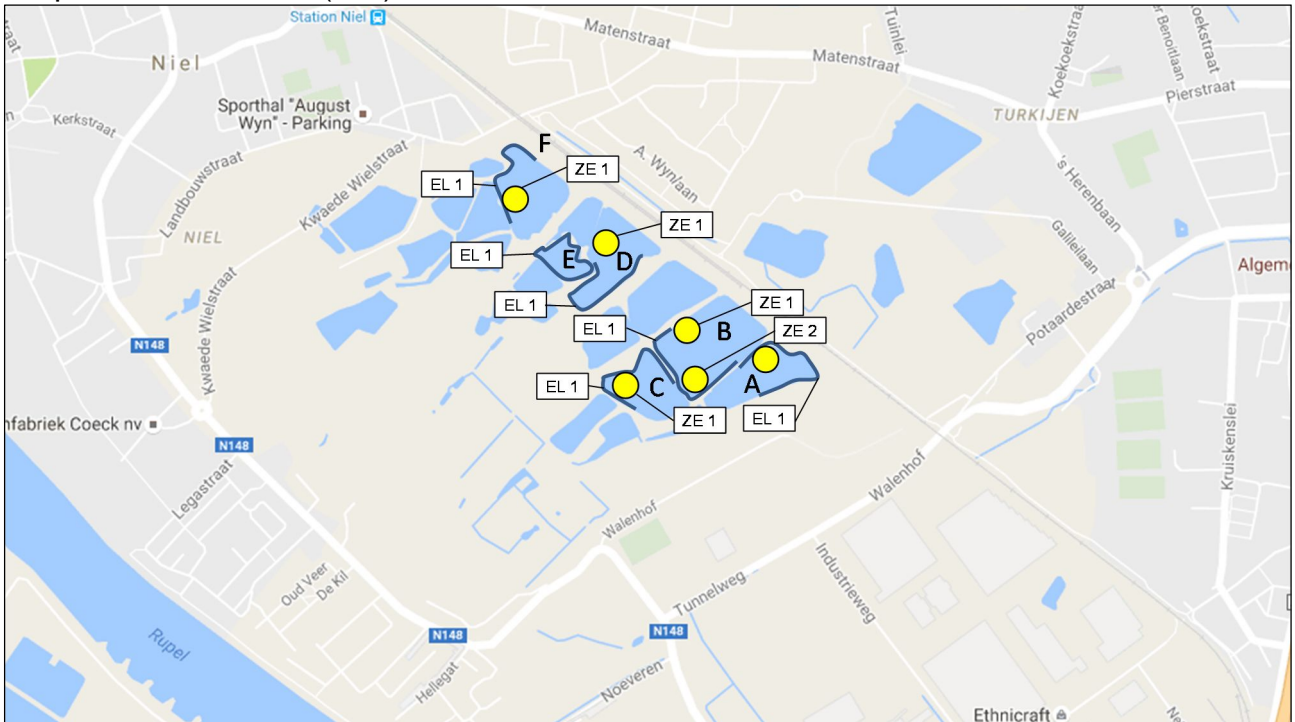 Station Niel
Niel
Matenstraat
Matenstraat
Tuinlei
Koekoekstraat
Pierstraat
TURKIJEN
Sporthal "August
Wyn" - Parking
Kerkstraat
Landbouwstraat
Kwaede Wielstraat
NIEL
F
ZE 1
EL 1
A. Wyn/aan
's Herenbaan
Galileilaan
ZE 1
EL 1
E
D
Kwaede Wielstraat
Algem
EL 1
ZE 1
EL 1
B
ZE 2
Potaardestraat
N148
A
EL 1
C
ZE 1
EL 1
nfabriek Coeck nv
N148
Kruiskenslei
Legastraat
Walenhof
Walenhof
Oud Veer
De Kil
Industrieweg
Tunnelweg
Rupel
N148
N148
Hellegat
Noeveren
Ethnicraft